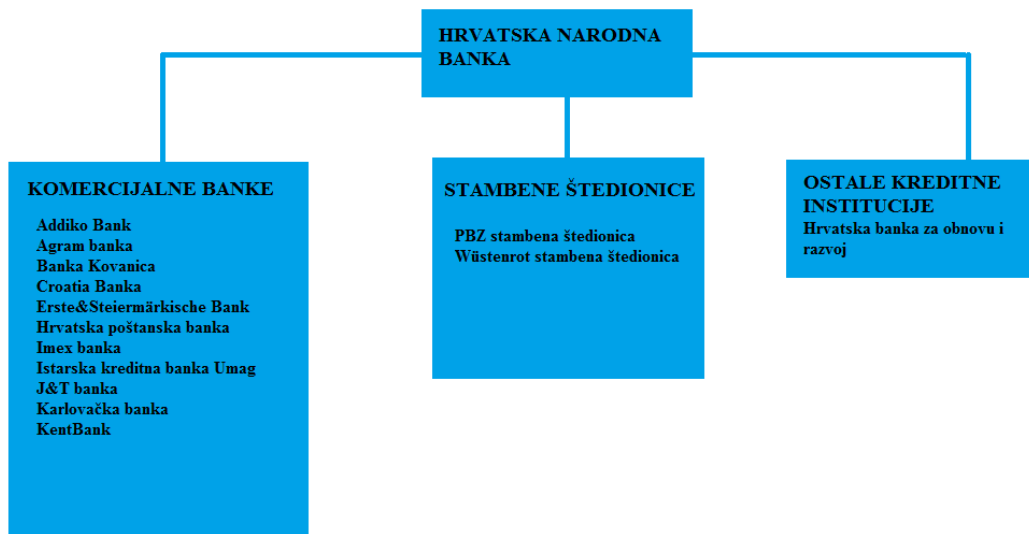 HRVATSKA NARODNA
BANKA
KOMERCIJALNE BANKE
Addiko Bank
Agram banka
Banka Kovanica
Croatia Banka
Erste&Steiermärkische Bank
Hrvatska poštanska banka
Imex banka
Istarska kreditna banka Umag
J&T banka
Karlovačka banka
KentBank
STAMBENE ŠTEDIONICE
PBZ stambena štedionica
Wüstenrot stambena štedionica
OSTALE KREDITNE
INSTITUCIJE
Hrvatska banka za obnovu i
razvoj